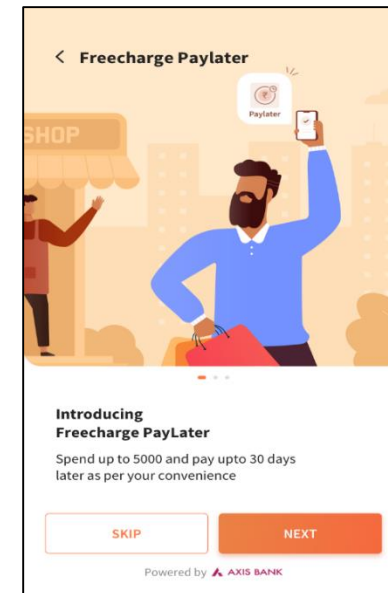 Freecharge Paylater
Paylater
SHOP
Introducing
Freecharge PayLater
Spend up to 5000 and pay upto 30 days
later as per your convenience
SKIP
NEXT
Powered by AXIS BANK